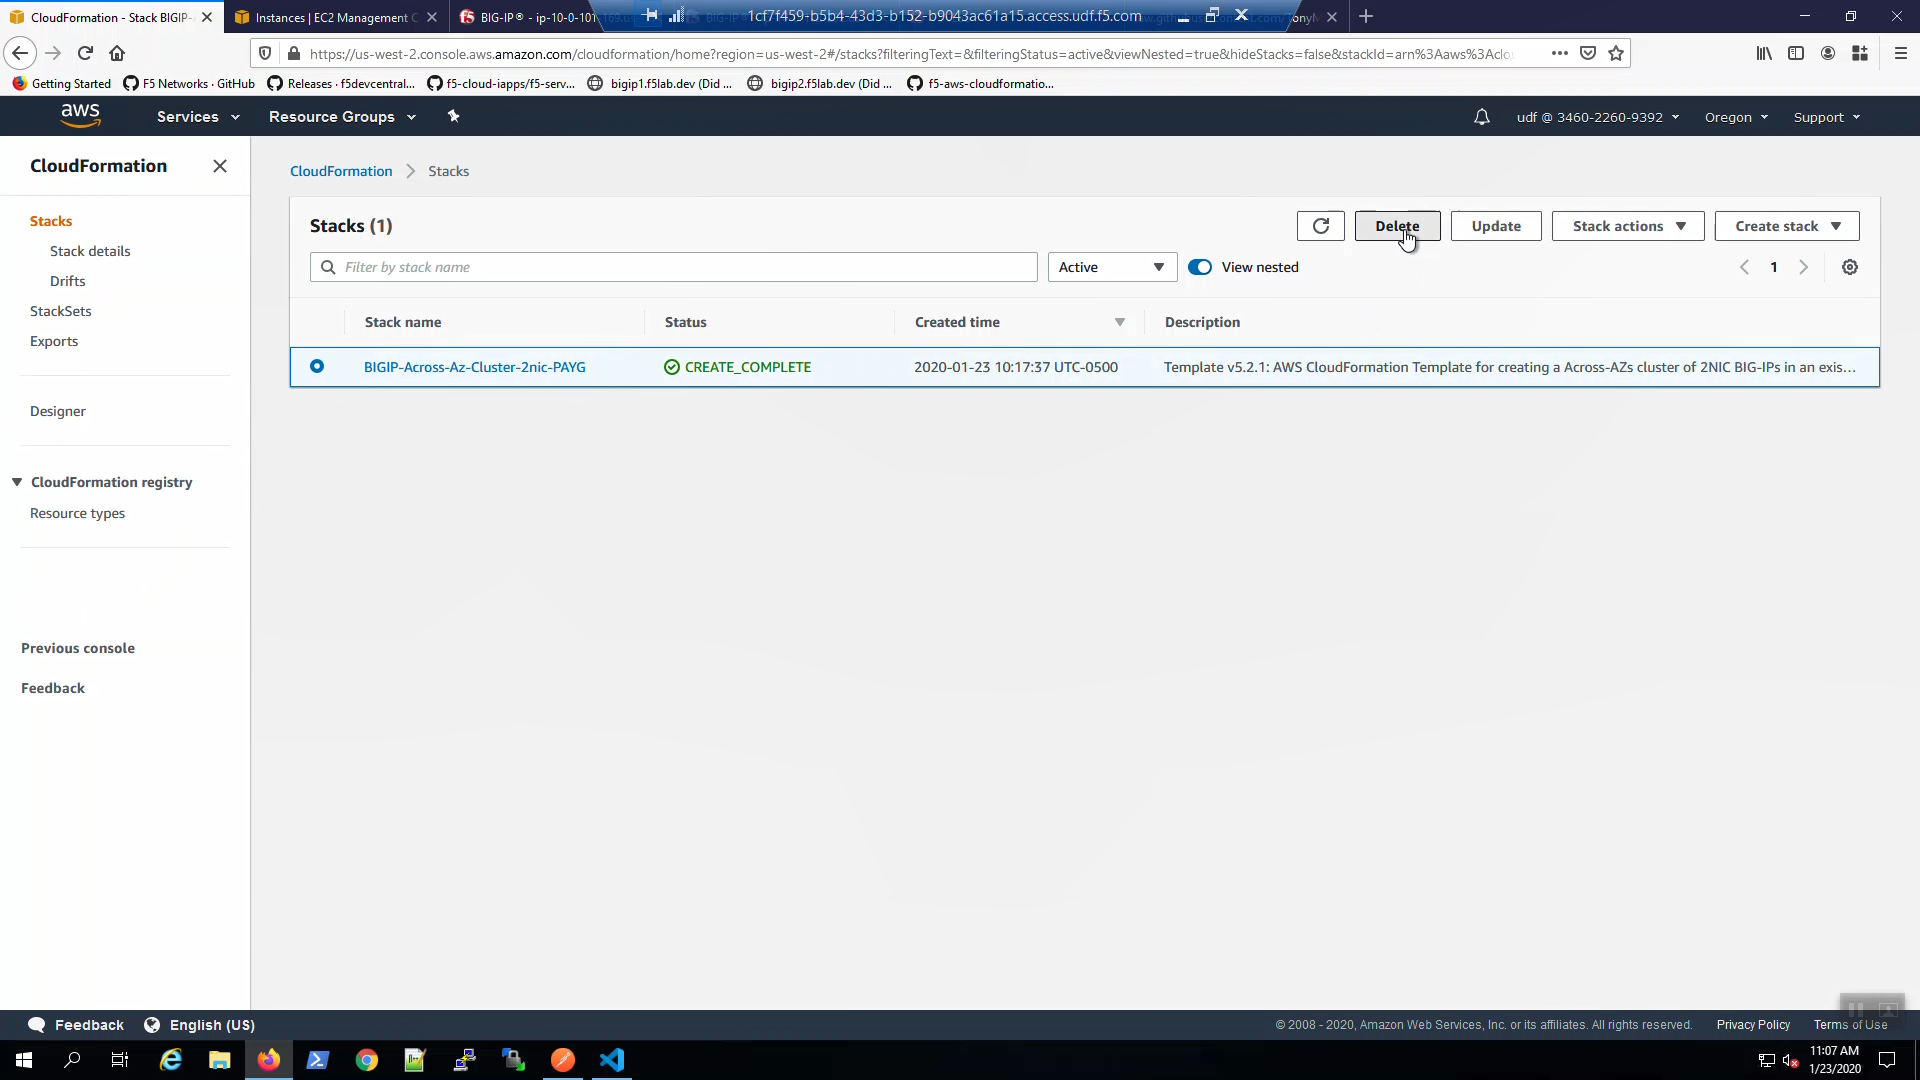 CloudFormation - Stack BIGIP-
Instances | EC2 Management C
BIG-IP® - ip-10-0-101-169.us
1cf7f459-b5b4-43d3-b152-b9043ac61a15.access.udf.f5.com
https://us-west-2.console.aws.amazon.com/cloudformation/home?region=us-west-2#/stacks?filteringText=&filteringStatus=active&viewNested=true&hideStacks=false&stackId=arn%3Aaws%3Aclo
Getting Started
F5 Networks · GitHub
Releases · f5devcentral...
f5-cloud-iapps/f5-serv...
bigip1.f5lab.dev (Did ...
bigip2.f5lab.dev (Did ...
f5-aws-cloudformatio...
aws
Services
Resource Groups
udf @ 3460-2260-9392
Oregon
Support
CloudFormation
Stacks
Stack details
Drifts
StackSets
Exports
Designer
CloudFormation registry
Resource types
Previous console
Feedback
CloudFormation > Stacks
Stacks (1)
Delete
Update
Stack actions
Create stack
Filter by stack name
Active
View nested
1
Stack name
Status
Created time
Description
BIGIP-Across-Az-Cluster-2nic-PAYG
CREATE_COMPLETE
2020-01-23 10:17:37 UTC-0500
Template v5.2.1: AWS CloudFormation Template for creating a Across-AZs cluster of 2NIC BIG-IPs in an exis...
Feedback
English (US)
© 2008 - 2020, Amazon Web Services, Inc. or its affiliates. All rights reserved.
Privacy Policy
Terms of Use
11:07 AM
1/23/2020